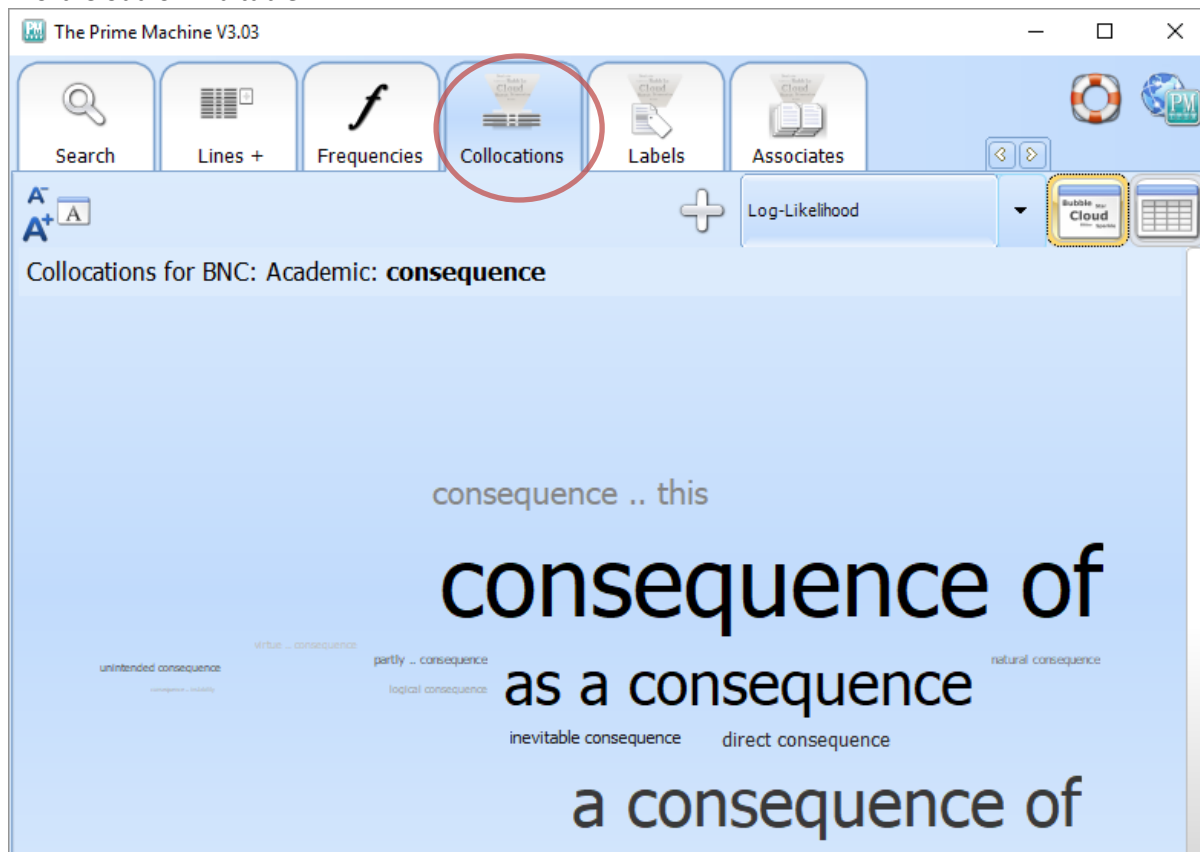 The Prime Machine V3.03
Search Lines + Frequencies Collocations Labels Associates
Log-Likelihood
Bubble Cloud
Collocations for BNC: Academic: consequence
consequence .. this
consequence of
virtue .. consequence
unintended consequence partly .. consequence natural consequence
logical consequence as a consequence
inevitable consequence direct consequence
a consequence of